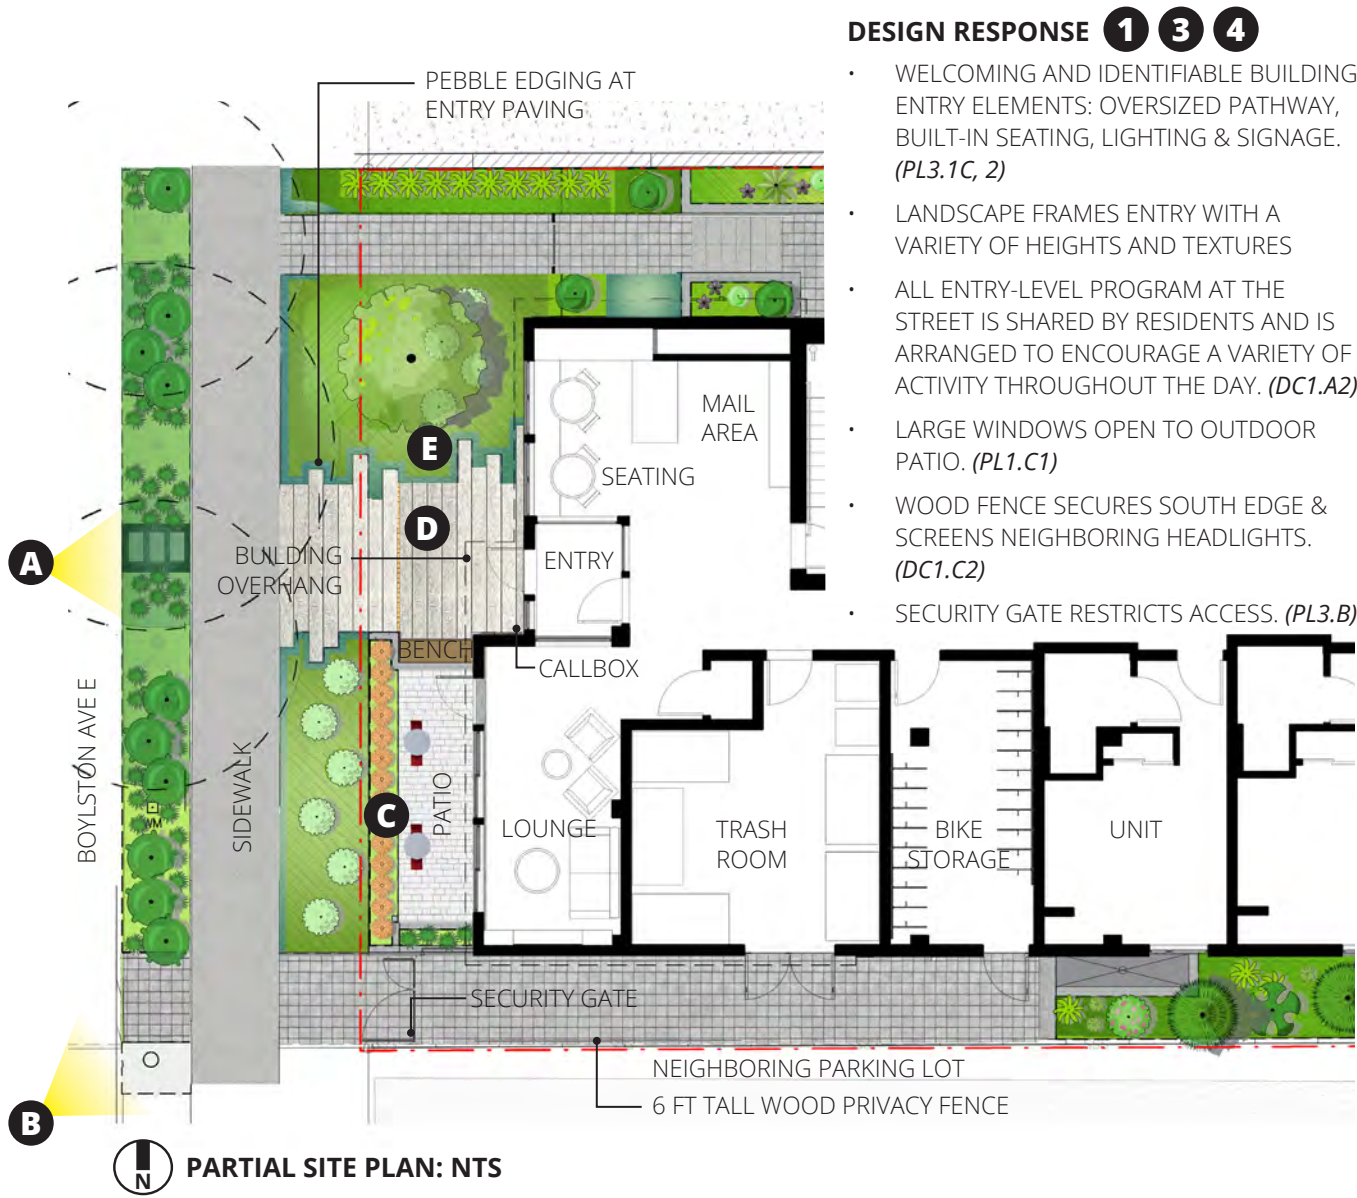 DESIGN RESPONSE 1 3 4
• WELCOMING AND IDENTIFIABLE BUILDING
ENTRY ELEMENTS: OVERSIZED PATHWAY,
BUILT-IN SEATING, LIGHTING & SIGNAGE.
(PL3.1C, 2)
• LANDSCAPE FRAMES ENTRY WITH A
VARIETY OF HEIGHTS AND TEXTURES
• ALL ENTRY-LEVEL PROGRAM AT THE
STREET IS SHARED BY RESIDENTS AND IS
ARRANGED TO ENCOURAGE A VARIETY OF
ACTIVITY THROUGHOUT THE DAY. (DC1.A2)
• LARGE WINDOWS OPEN TO OUTDOOR
PATIO. (PL1.C1)
• WOOD FENCE SECURES SOUTH EDGE &
SCREENS NEIGHBORING HEADLIGHTS.
(DC1.C2)
• SECURITY GATE RESTRICTS ACCESS. (PL3.B)
PEBBLE EDGING AT
ENTRY PAVING
MAIL
AREA
SEATING
E
D
A
BUILDING
OVERHANG
ENTRY
BENCH
CALLBOX
BOYLSTON AVE E
SIDEWALK
WM
C
PATIO
LOUNGE
TRASH
ROOM
BIKE
STORAGE
UNIT
SECURITY GATE
NEIGHBORING PARKING LOT
6 FT TALL WOOD PRIVACY FENCE
B
N
PARTIAL SITE PLAN: NTS